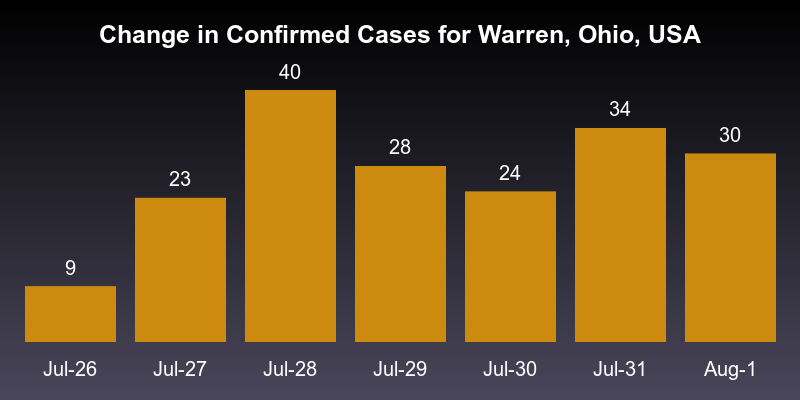 Change in Confirmed Cases for Warren, Ohio, USA
9
23
40
28
24
34
30
Jul-26
Jul-27
Jul-28
Jul-29
Jul-30
Jul-31
Aug-1